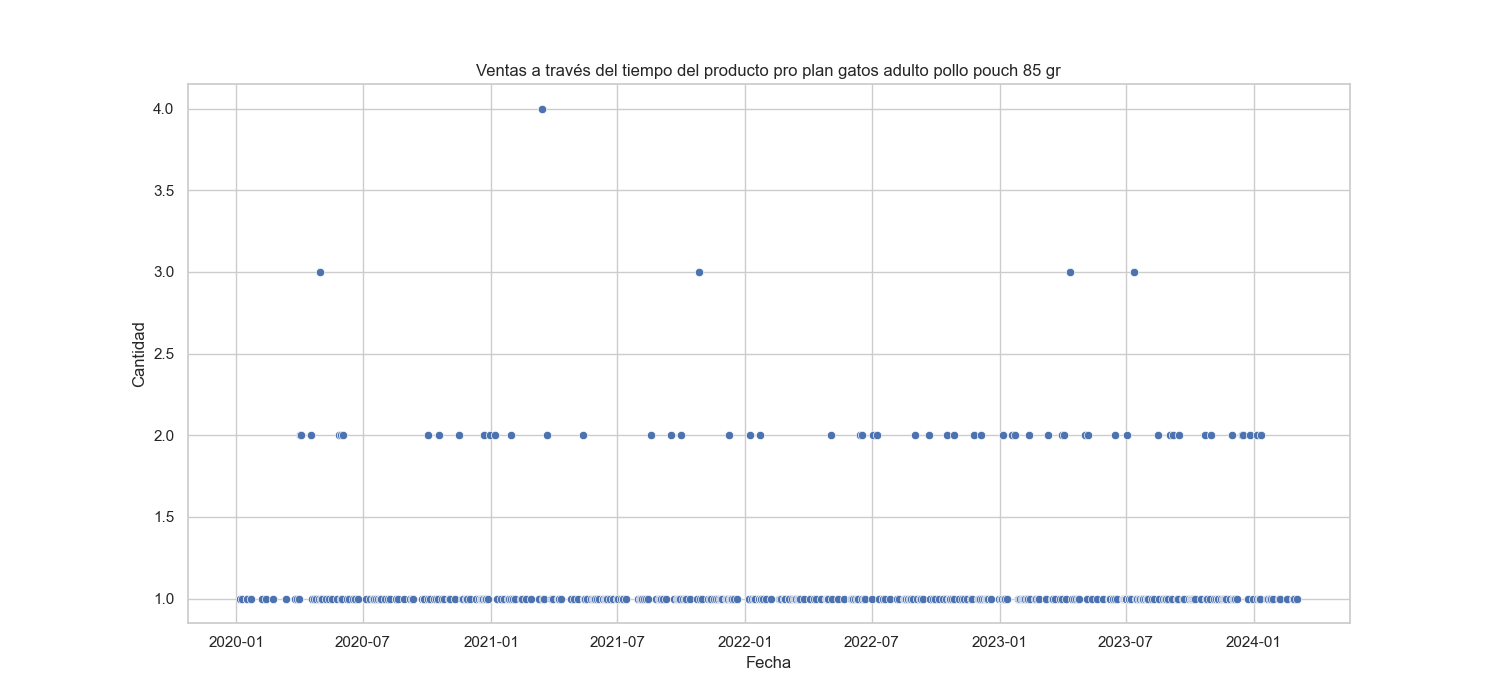 Ventas a través del tiempo del producto pro plan gatos adulto pollo pouch 85 gr
4.0
3.5
3.0
2.5
2.0
1.5
1.0
Cantidad
2020-01 2020-07 2021-01 2021-07 2022-01 2022-07 2023-01 2023-07 2024-01
Fecha